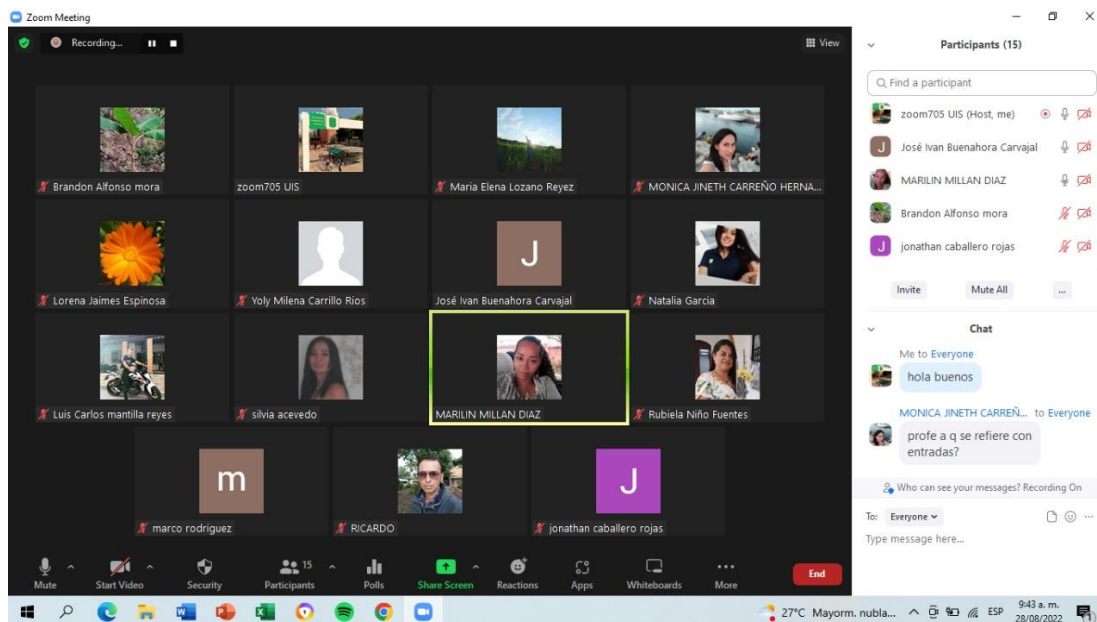 Zoom Meeting
Recording...
View
Brandon Alfonso mora
zoom705 UIS
Maria Elena Lozano Reyez
MONICA JINETH CARREÑO HERNA...
Lorena Jaimes Espinosa
Yoly Milena Carrillo Rios
J
José Ivan Buenahora Carvajal
Natalia Garcia
Luis Carlos mantilla reyes
silvia acevedo
MARILIN MILLAN DIAZ
Rubiela Niño Fuentes
m
marco rodriguez
RICARDO
J
jonathan caballero rojas
Mute
Start Video
Security
15
Participants
Polls
Share Screen
Reactions
Apps
Whiteboards
More
End
Participants (15)
Find a participant
zoom705 UIS (Host, me)
J
José Ivan Buenahora Carvajal
MARILIN MILLAN DIAZ
Brandon Alfonso mora
J
jonathan caballero rojas
Invite
Mute All
...
Chat
Me to Everyone
hola buenos
MONICA JINETH CARREÑ... to Everyone
profe a q se refiere con
entradas?
Who can see your messages? Recording On
To: Everyone
Type message here...
27°C Mayorm. nubla...
ESP
9:43 a. m.
28/08/2022